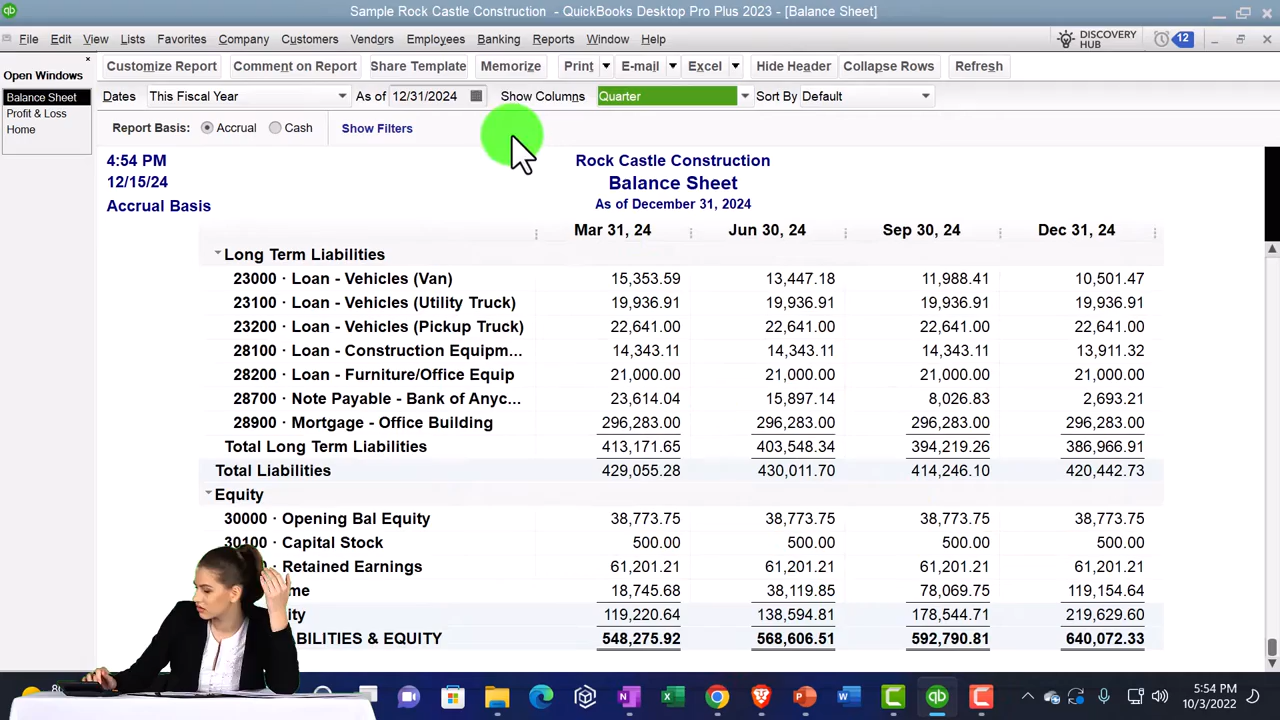 Sample Rock Castle Construction - QuickBooks Desktop Pro Plus 2023 - [Balance Sheet]
File Edit View Lists Favorites Company Customers Vendors Employees Banking Reports Window Help DISCOVERY HUB 12
Open Windows Customize Report Comment on Report Share Template Memorize Print E-mail Excel Hide Header Collapse Rows Refresh
Balance Sheet
Profit & Loss
Home
Dates This Fiscal Year As of 12/31/2024 Show Columns Quarter Sort By Default
Report Basis: Accrual Cash Show Filters
4:54 PM Rock Castle Construction
12/15/24 Balance Sheet
Accrual Basis As of December 31, 2024
Mar 31, 24 Jun 30, 24 Sep 30, 24 Dec 31, 24
Long Term Liabilities
23000 · Loan - Vehicles (Van) 15,353.59 13,447.18 11,988.41 10,501.47
23100 · Loan - Vehicles (Utility Truck) 19,936.91 19,936.91 19,936.91 19,936.91
23200 · Loan - Vehicles (Pickup Truck) 22,641.00 22,641.00 22,641.00 22,641.00
28100 · Loan - Construction Equipm... 14,343.11 14,343.11 14,343.11 13,911.32
28200 · Loan - Furniture/Office Equip 21,000.00 21,000.00 21,000.00 21,000.00
28700 · Note Payable - Bank of Anyc... 23,614.04 15,897.14 8,026.83 2,693.21
28900 · Mortgage - Office Building 296,283.00 296,283.00 296,283.00 296,283.00
Total Long Term Liabilities 413,171.65 403,548.34 394,219.26 386,966.91
Total Liabilities 429,055.28 430,011.70 414,246.10 420,442.73
Equity
30000 · Opening Bal Equity 38,773.75 38,773.75 38,773.75 38,773.75
30100 · Capital Stock 500.00 500.00 500.00 500.00
Retained Earnings 61,201.21 61,201.21 61,201.21 61,201.21
me 18,745.68 38,119.85 78,069.75 119,154.64
ity 119,220.64 138,594.81 178,544.71 219,629.60
ABILITIES & EQUITY 548,275.92 568,606.51 592,790.81 640,072.33
5:54 PM
10/3/2022